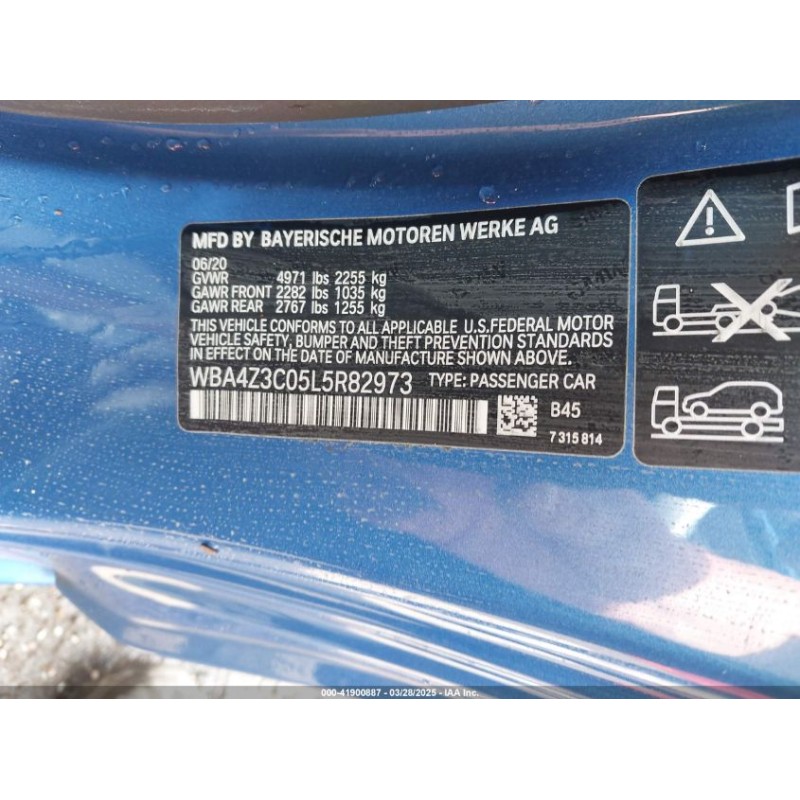 MFD BY BAYERISCHE MOTOREN WERKE AG
06/20
GVWR 4971 lbs 2255 kg
GAWR FRONT 2282 lbs 1035 kg
GAWR REAR 2767 lbs 1255 kg
THIS VEHICLE CONFORMS TO ALL APPLICABLE U.S.FEDERAL MOTOR
VEHICLE SAFETY, BUMPER AND THEFT PREVENTION STANDARDS
IN EFFECT ON THE DATE OF MANUFACTURE SHOWN ABOVE.
WBA4Z3C05L5R82973 TYPE: PASSENGER CAR
B45
7 315 814
000-41900887 - 03/28/2025 - IAA Inc.